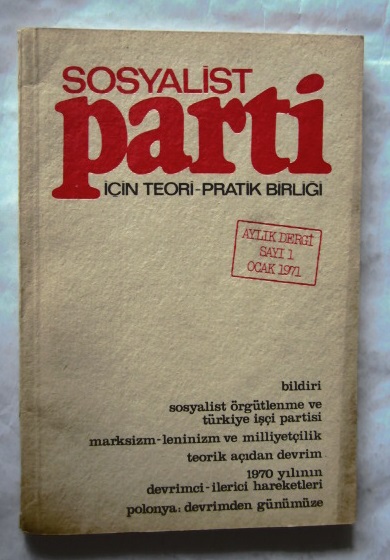 SOSYALİST
parti
İÇİN TEORİ-PRATİK BİRLİĞİ
AYLIK DERGİ
SAYI 1
OCAK 1971
bildiri
sosyalist örgütlenme ve
türkiye işçi partisi
marksizm-leninizm ve milliyetçilik
teorik açıdan devrim
1970 yılının
devrimci-ilerici hareketleri
polonya: devrimden günümüze